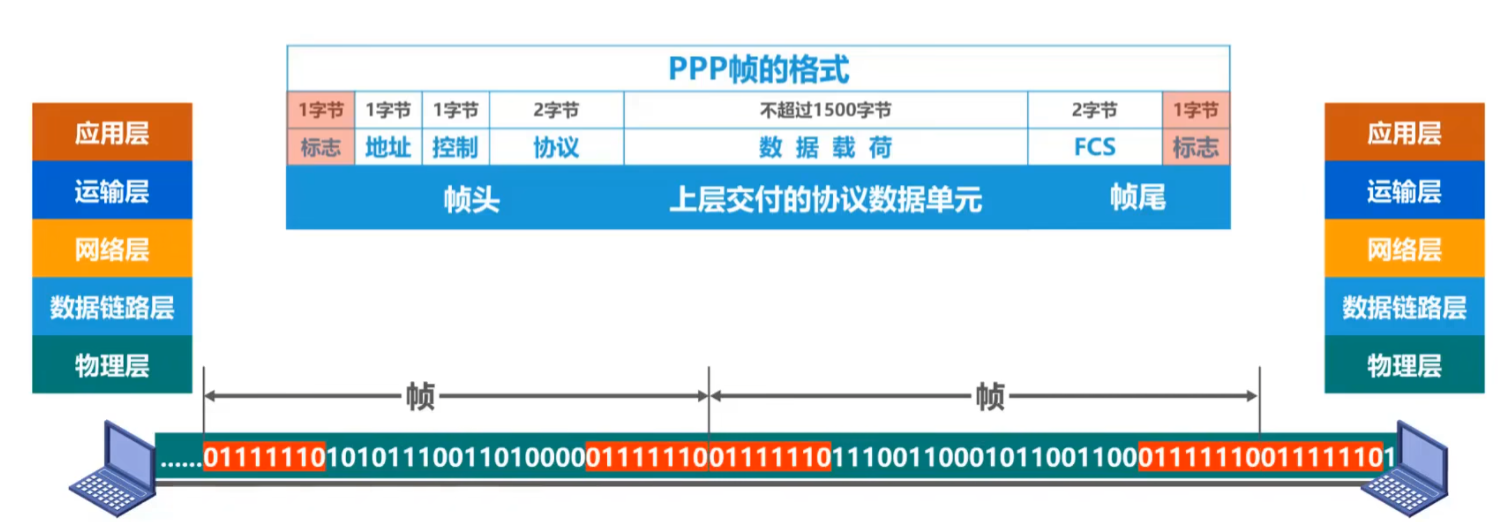 PPP帧的格式
1字节 1字节 1字节 2字节 不超过1500字节 2字节 1字节
标志 地址 控制 协议 数据载荷 FCS 标志
帧头 上层交付的协议数据单元 帧尾
应用层
运输层
网络层
数据链路层
物理层
应用层
运输层
网络层
数据链路层
物理层
帧 帧
......011111101010111001101000001111110011111101110011000101100110001111110011111101